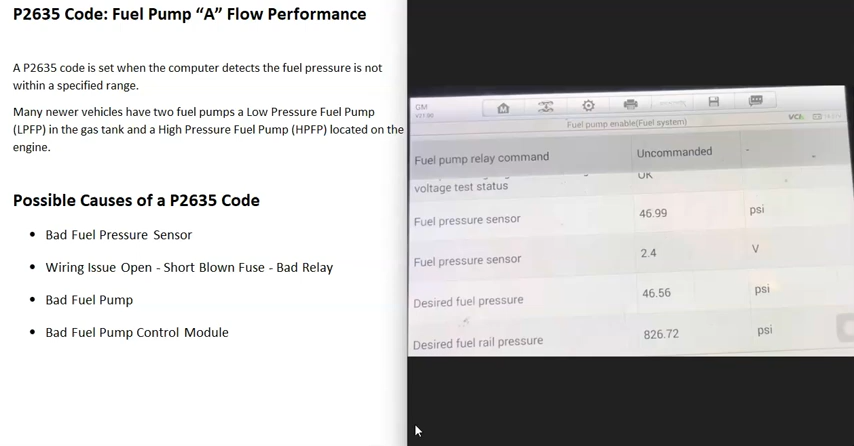 P2635 Code: Fuel Pump “A” Flow Performance
A P2635 code is set when the computer detects the fuel pressure is not
within a specified range.
Many newer vehicles have two fuel pumps a Low Pressure Fuel Pump
(LPFP) in the gas tank and a High Pressure Fuel Pump (HPFP) located on the
engine.
Possible Causes of a P2635 Code
• Bad Fuel Pressure Sensor
• Wiring Issue Open - Short Blown Fuse - Bad Relay
• Bad Fuel Pump
• Bad Fuel Pump Control Module
GM
Fuel pump enable(Fuel system)
VCI
Fuel pump relay command Uncommanded -
voltage test status OK
Fuel pressure sensor 46.99 psi
Fuel pressure sensor 2.4 V
Desired fuel pressure 46.56 psi
Desired fuel rail pressure 826.72 psi